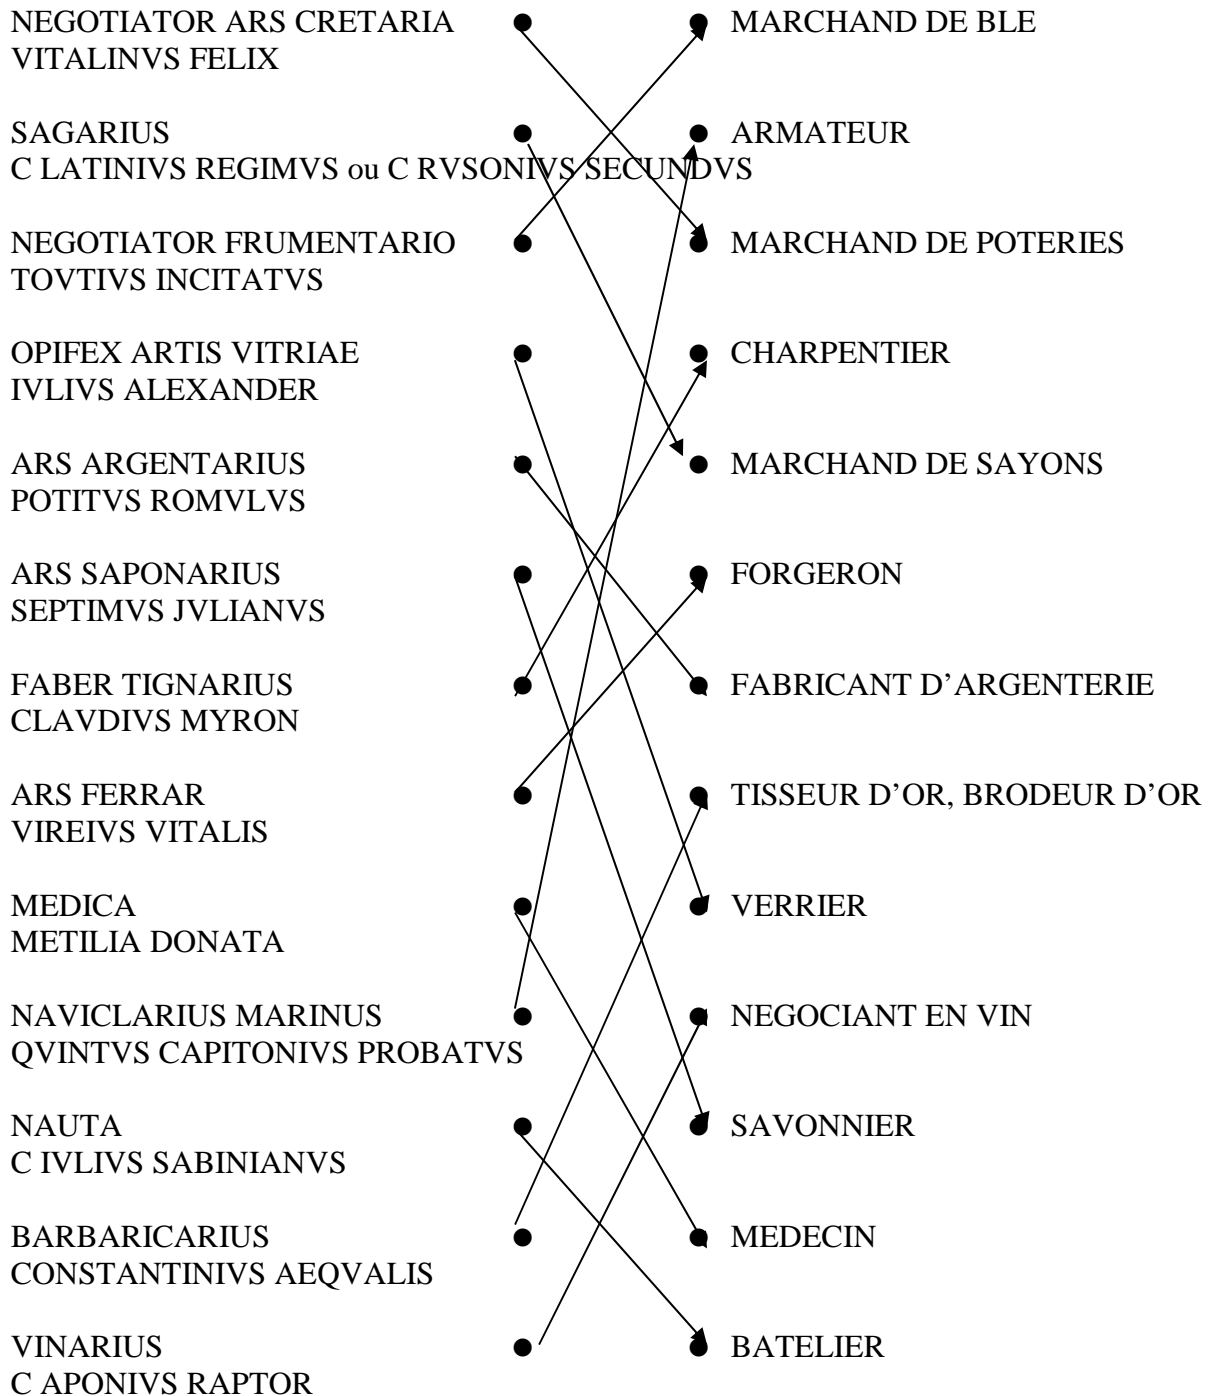 NEGOTIATOR ARS CRETARIA
VITALINVS FELIX
MARCHAND DE BLE
SAGARIUS
C LATINIVS REGIMVS ou C RVSONIVS SECUNDVS
ARMATEUR
NEGOTIATOR FRUMENTARIO
TOVTIVS INCITATVS
MARCHAND DE POTERIES
OPIFEX ARTIS VITRIAE
IVLIVS ALEXANDER
CHARPENTIER
ARS ARGENTARIUS
POTITVS ROMVLVS
MARCHAND DE SAYONS
ARS SAPONARIUS
SEPTIMVS JVLIANVS
FORGERON
FABER TIGNARIUS
CLAVDIVS MYRON
FABRICANT D’ARGENTERIE
ARS FERRAR
VIREIVS VITALIS
TISSEUR D’OR, BRODEUR D’OR
MEDICA
METILIA DONATA
VERRIER
NAVICLARIUS MARINUS
QVINTVS CAPITONIVS PROBATVS
NEGOCIANT EN VIN
NAUTA
C IVLIVS SABINIANVS
SAVONNIER
BARBARICARIUS
CONSTANTINIVS AEQVALIS
MEDECIN
VINARIUS
C APONIVS RAPTOR
BATELIER